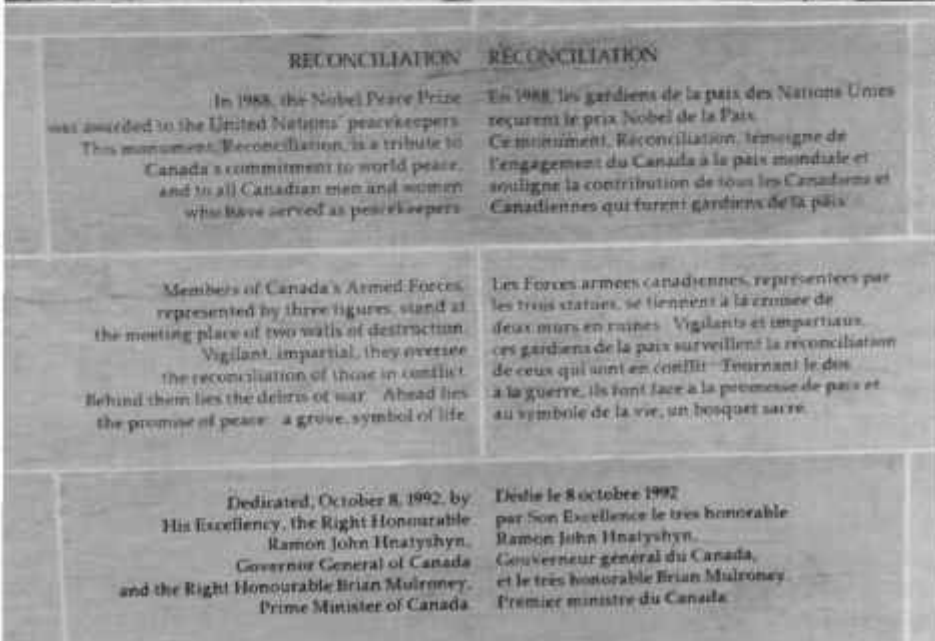 RECONCILIATION
In 1988, the Nobel Peace Prize
was awarded to the United Nations' peacekeepers.
This monument, Reconciliation, is a tribute to
Canada's commitment to world peace,
and to all Canadian men and women
who have served as peacekeepers.
Members of Canada's Armed Forces,
represented by three figures, stand at
the meeting place of two walls of destruction.
Vigilant, impartial, they oversee
the reconciliation of those in conflict.
Behind them lies the debris of war. Ahead lies
the promise of peace: a grove, symbol of life.
Dedicated, October 8, 1992, by
His Excellency, the Right Honourable
Ramon John Hnatyshyn,
Governor General of Canada
and the Right Honourable Brian Mulroney,
Prime Minister of Canada
RÉCONCILIATION
En 1988, les gardiens de la paix des Nations Unies
reçurent le prix Nobel de la Paix.
Ce monument, Réconciliation, témoigne de
l'engagement du Canada à la paix mondiale et
souligne la contribution de tous les Canadiens et
Canadiennes qui furent gardiens de la paix.
Les Forces armées canadiennes, représentées par
les trois statues, se tiennent à la croisée de
deux murs en ruines. Vigilants et impartiaux,
ces gardiens de la paix surveillent la réconciliation
de ceux qui sont en conflit. Tournant le dos
à la guerre, ils font face à la promesse de paix et
au symbole de la vie, un bosquet sacré.
Dédié le 8 octobre 1992
par Son Excellence le très honorable
Ramon John Hnatyshyn,
Gouverneur général du Canada,
et le très honorable Brian Mulroney
Premier ministre du Canada